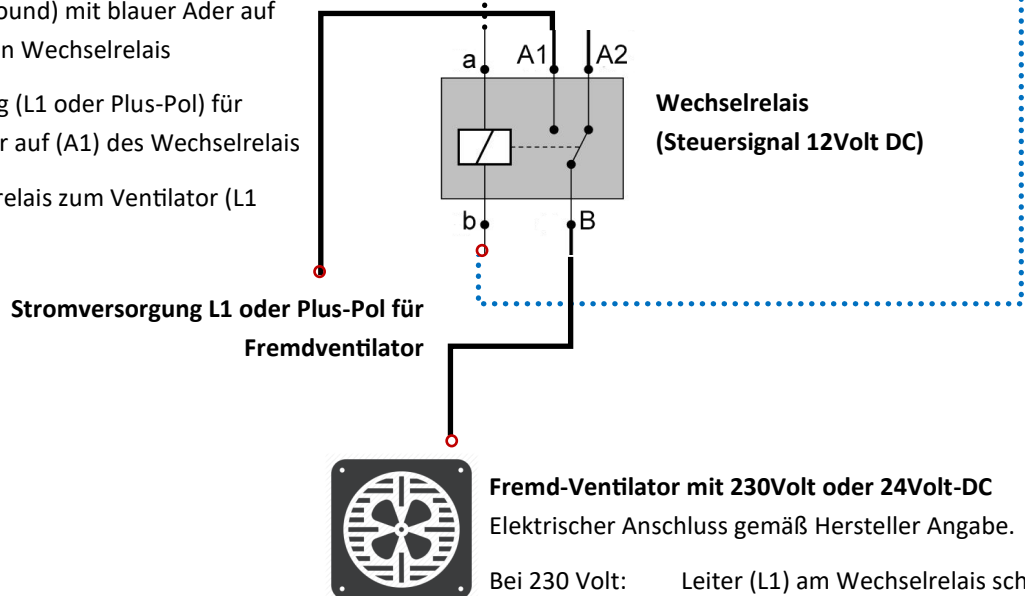 ound) mit blauer Ader auf
n Wechselrelais
g (L1 oder Plus-Pol) für
r auf (A1) des Wechselrelais
relais zum Ventilator (L1
a A1 A2
Wechselrelais
(Steuersignal 12Volt DC)
b B
Stromversorgung L1 oder Plus-Pol für
Fremdventilator
Fremd-Ventilator mit 230Volt oder 24Volt-DC
Elektrischer Anschluss gemäß Hersteller Angabe.
Bei 230 Volt: Leiter (L1) am Wechselrelais sch